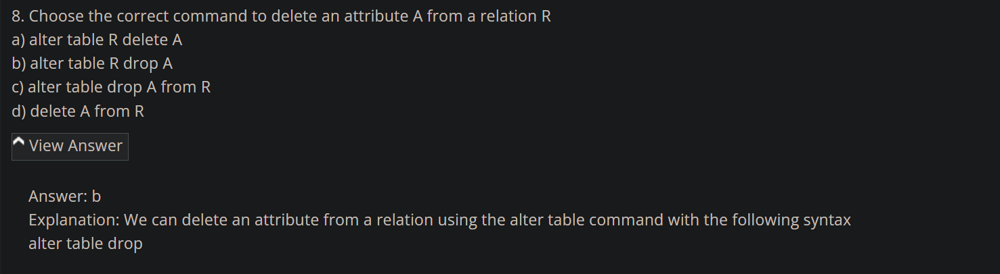 8. Choose the correct command to delete an attribute A from a relation R
a) alter table R delete A
b) alter table R drop A
c) alter table drop A from R
d) delete A from R
View Answer
Answer: b
Explanation: We can delete an attribute from a relation using the alter table command with the following syntax
alter table drop